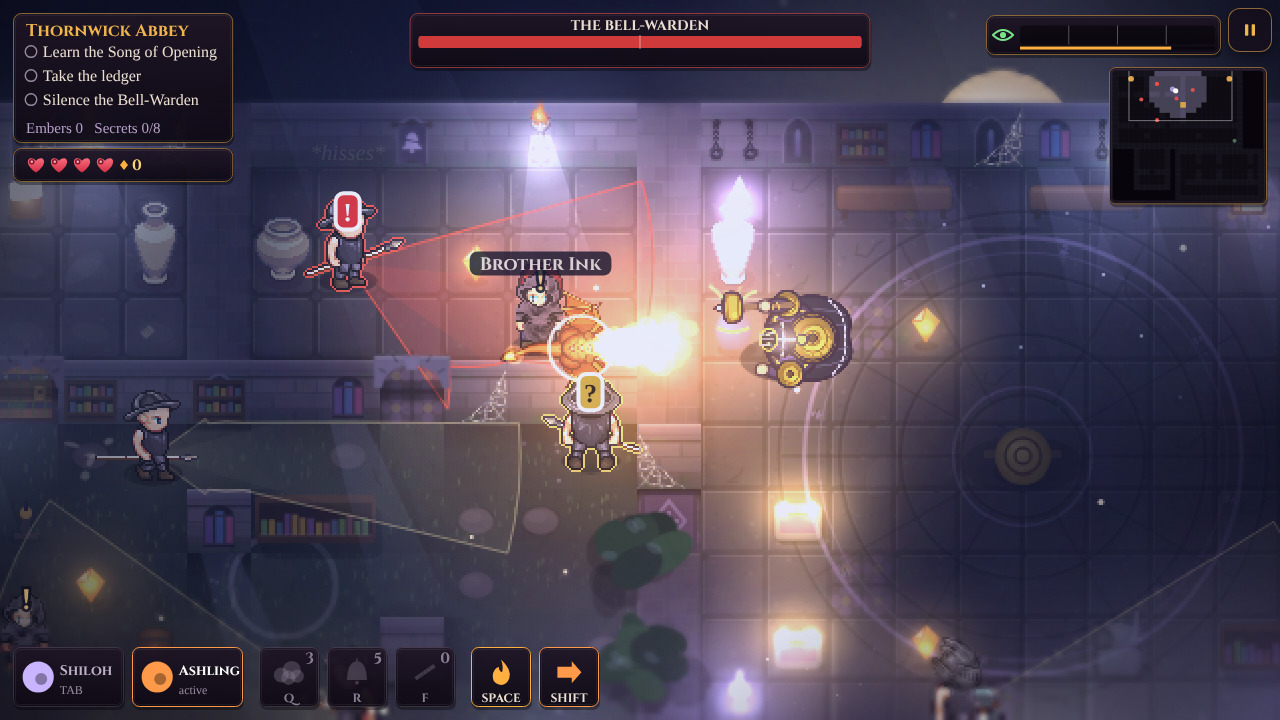 THORNWICK ABBEY
Learn the Song of Opening
Take the ledger
Silence the Bell-Warden
Embers 0 Secrets 0/8
0
THE BELL-WARDEN
*hisses*
!
BROTHER INK
!
?
!
SHILOH
TAB
ASHLING
active
3
Q
5
R
0
F
SPACE
SHIFT